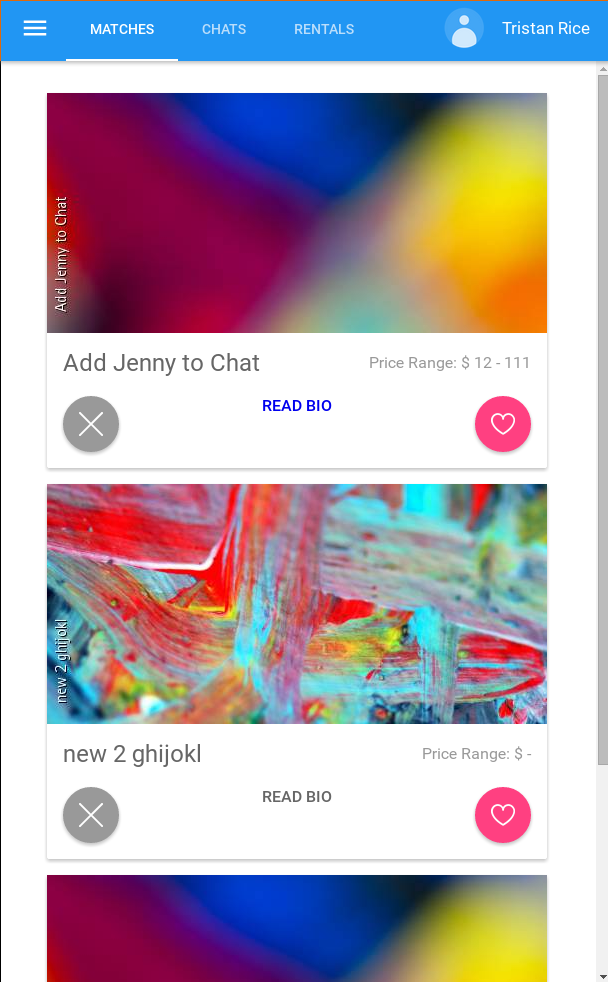 MATCHES CHATS RENTALS Tristan Rice
Add Jenny to Chat
Add Jenny to Chat Price Range: $ 12 - 111
READ BIO
new 2 ghijokl
new 2 ghijokl Price Range: $ -
READ BIO